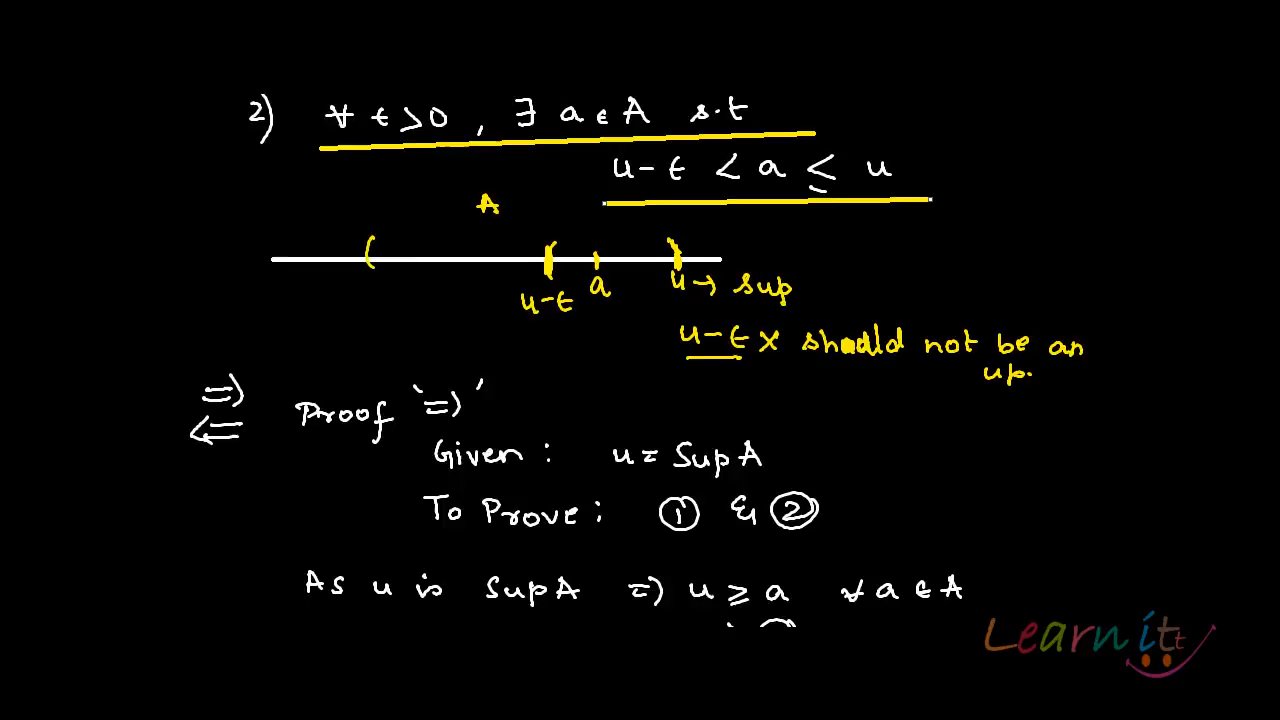 2) ∀ ε>0 , ∃ a ∈ A s.t
u-ε < a ≤ u
A
u-ε a u → sup
u-ε × should not be an
up.
⇒ Proof '⇒'
⇐
Given : u = Sup A
To Prove : ① & ②
As u is sup A ⇒ u ≥ a ∀ a ∈ A
Learnitt